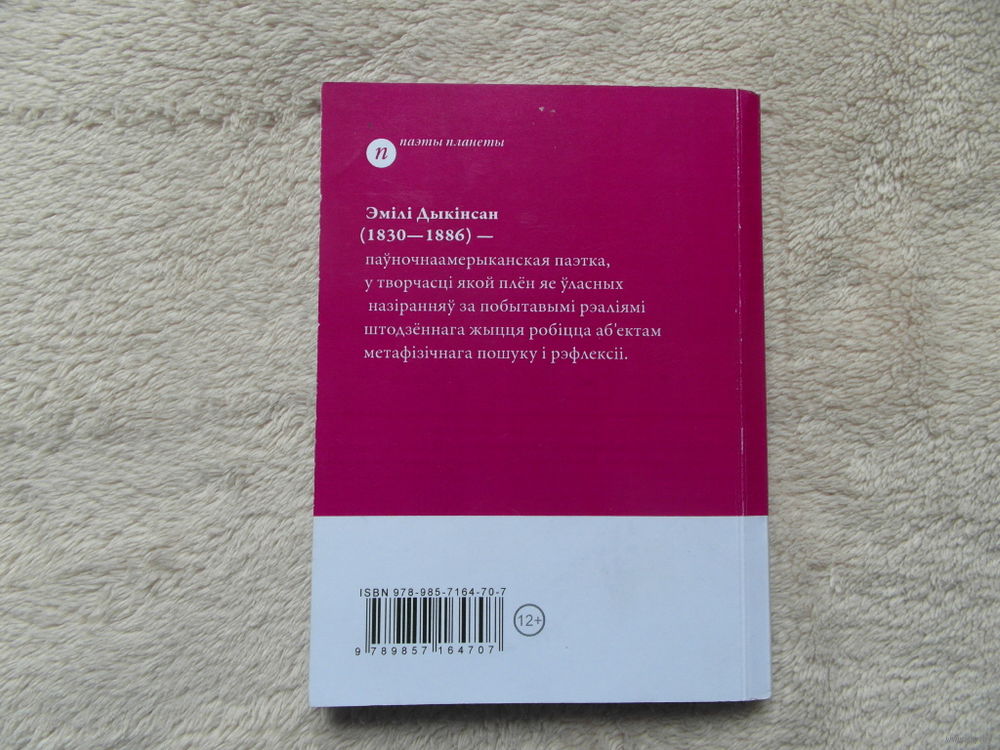 п
паэты планеты
Эмілі Дыкінсан
(1830—1886) —
паўночнаамерыканская паэтка,
у творчасці якой плён яе ўласных
назіранняў за побытавымі рэаліямі
штодзённага жыцця робіцца аб'ектам
метафізічнага пошуку і рэфлексіі.
ISBN 978-985-7164-70-7
12+
9 789857 164707